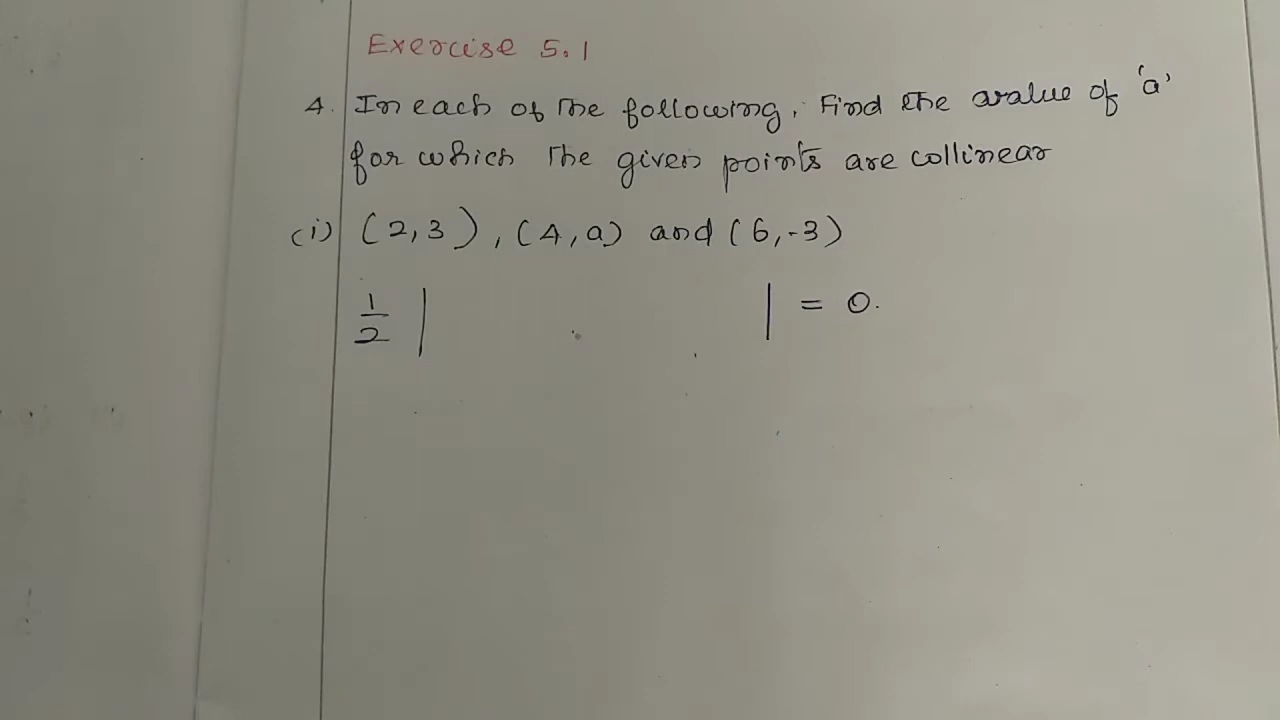 Exercise 5.1
4. In each of the following, Find the value of 'a'
for which the given points are collinear
(i) (2,3), (4,a) and (6,-3)
1/2 | | = 0.